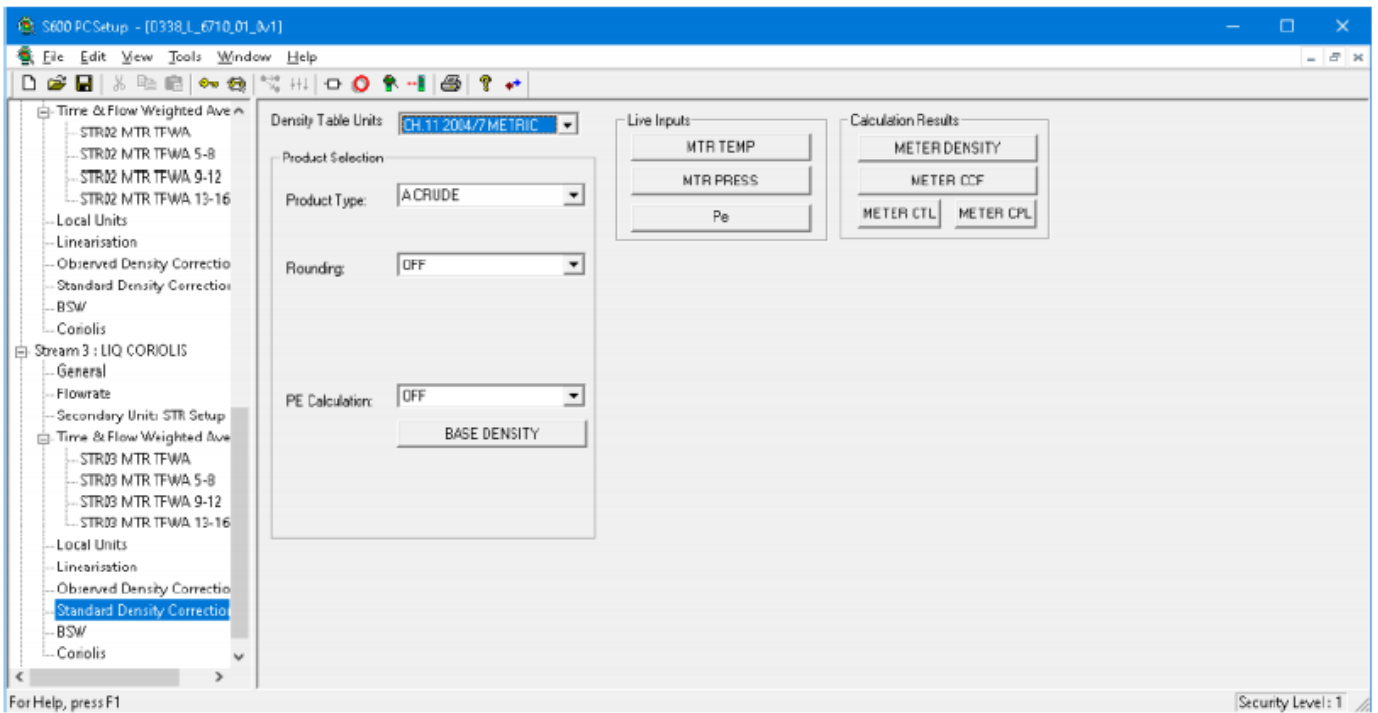 S600 PCSetup - [D338_L_6710_01_0v1]
File Edit View Tools Window Help
Time & Flow Weighted Ave
STR02 MTR TFWA
STR02 MTR TFWA 5-8
STR02 MTR TFWA 9-12
STR02 MTR TFWA 13-16
Local Units
Linearisation
Observed Density Correctio
Standard Density Correction
BSW
Coriolis
Stream 3 : LIQ CORIOLIS
General
Flowrate
Secondary Unit: STR Setup
Time & Flow Weighted Ave
STR03 MTR TFWA
STR03 MTR TFWA 5-8
STR03 MTR TFWA 9-12
STR03 MTR TFWA 13-16
Local Units
Linearisation
Observed Density Correctio
Standard Density Correction
BSW
Coriolis
Density Table Units CH.11 2004/7 METRIC
Product Selection
Product Type: A CRUDE
Rounding: OFF
PE Calculation: OFF
BASE DENSITY
Live Inputs
MTR TEMP
MTR PRESS
Pe
Calculation Results
METER DENSITY
METER CCF
METER CTL METER CPL
For Help, press F1
Security Level : 1